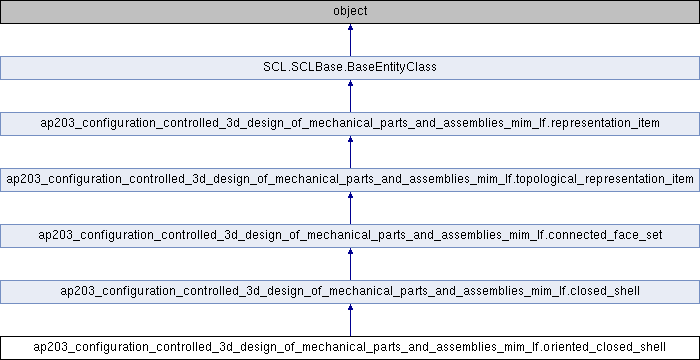 object
SCL.SCLBase.BaseEntityClass
ap203_configuration_controlled_3d_design_of_mechanical_parts_and_assemblies_mim_lf.representation_item
ap203_configuration_controlled_3d_design_of_mechanical_parts_and_assemblies_mim_lf.topological_representation_item
ap203_configuration_controlled_3d_design_of_mechanical_parts_and_assemblies_mim_lf.connected_face_set
ap203_configuration_controlled_3d_design_of_mechanical_parts_and_assemblies_mim_lf.closed_shell
ap203_configuration_controlled_3d_design_of_mechanical_parts_and_assemblies_mim_lf.oriented_closed_shell